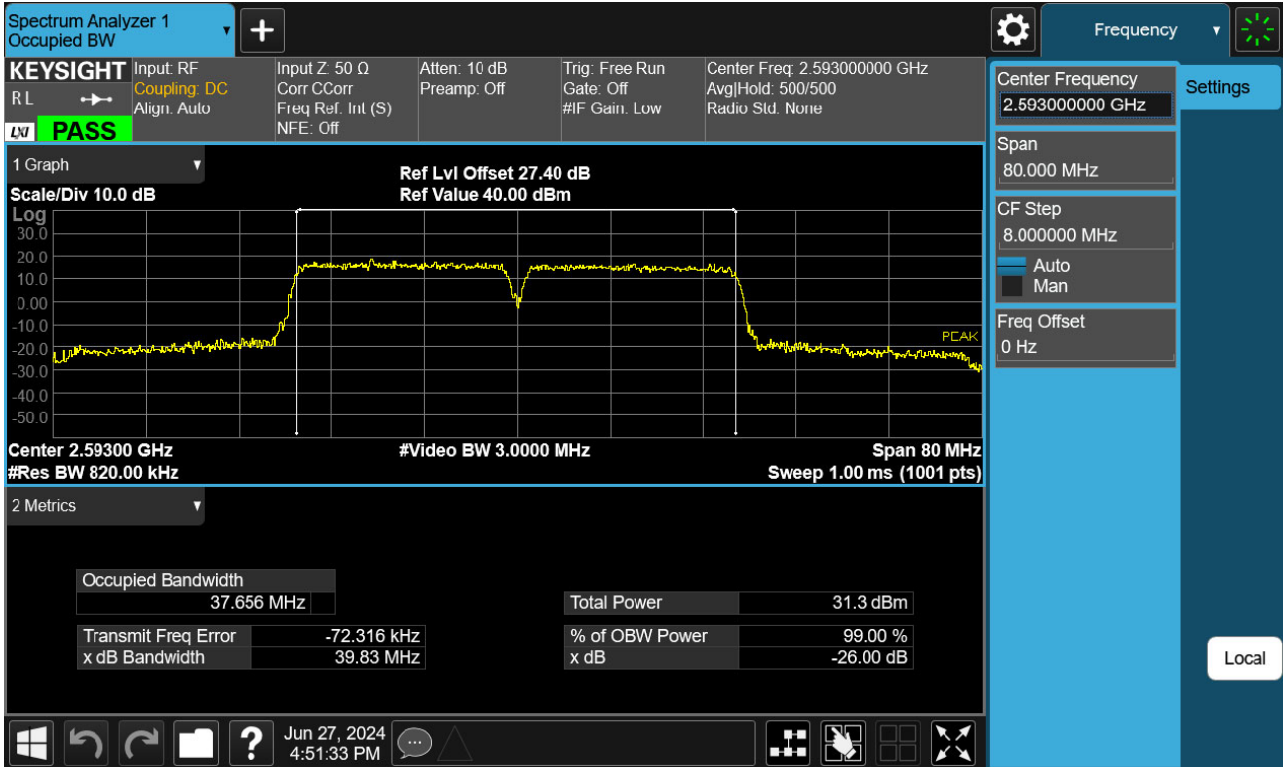 Spectrum Analyzer 1
Occupied BW
+
Frequency
KEYSIGHT
R L
LXI
PASS
Input: RF
Coupling: DC
Align: Auto
Input Z: 50 Ω
Corr CCorr
Freq Ref: Int (S)
NFE: Off
Atten: 10 dB
Preamp: Off
Trig: Free Run
Gate: Off
#IF Gain: Low
Center Freq: 2.593000000 GHz
Avg|Hold: 500/500
Radio Std: None
1 Graph
Scale/Div 10.0 dB
Ref Lvl Offset 27.40 dB
Ref Value 40.00 dBm
Log
30.0
20.0
10.0
0.00
-10.0
-20.0
-30.0
-40.0
-50.0
PEAK
Center 2.59300 GHz
#Video BW 3.0000 MHz
Span 80 MHz
#Res BW 820.00 kHz
Sweep 1.00 ms (1001 pts)
2 Metrics
Occupied Bandwidth
37.656 MHz
Total Power 31.3 dBm
Transmit Freq Error -72.316 kHz
% of OBW Power 99.00 %
x dB Bandwidth 39.83 MHz
x dB -26.00 dB
Center Frequency
2.593000000 GHz
Span
80.000 MHz
CF Step
8.000000 MHz
Auto
Man
Freq Offset
0 Hz
Settings
Local
?
Jun 27, 2024
4:51:33 PM